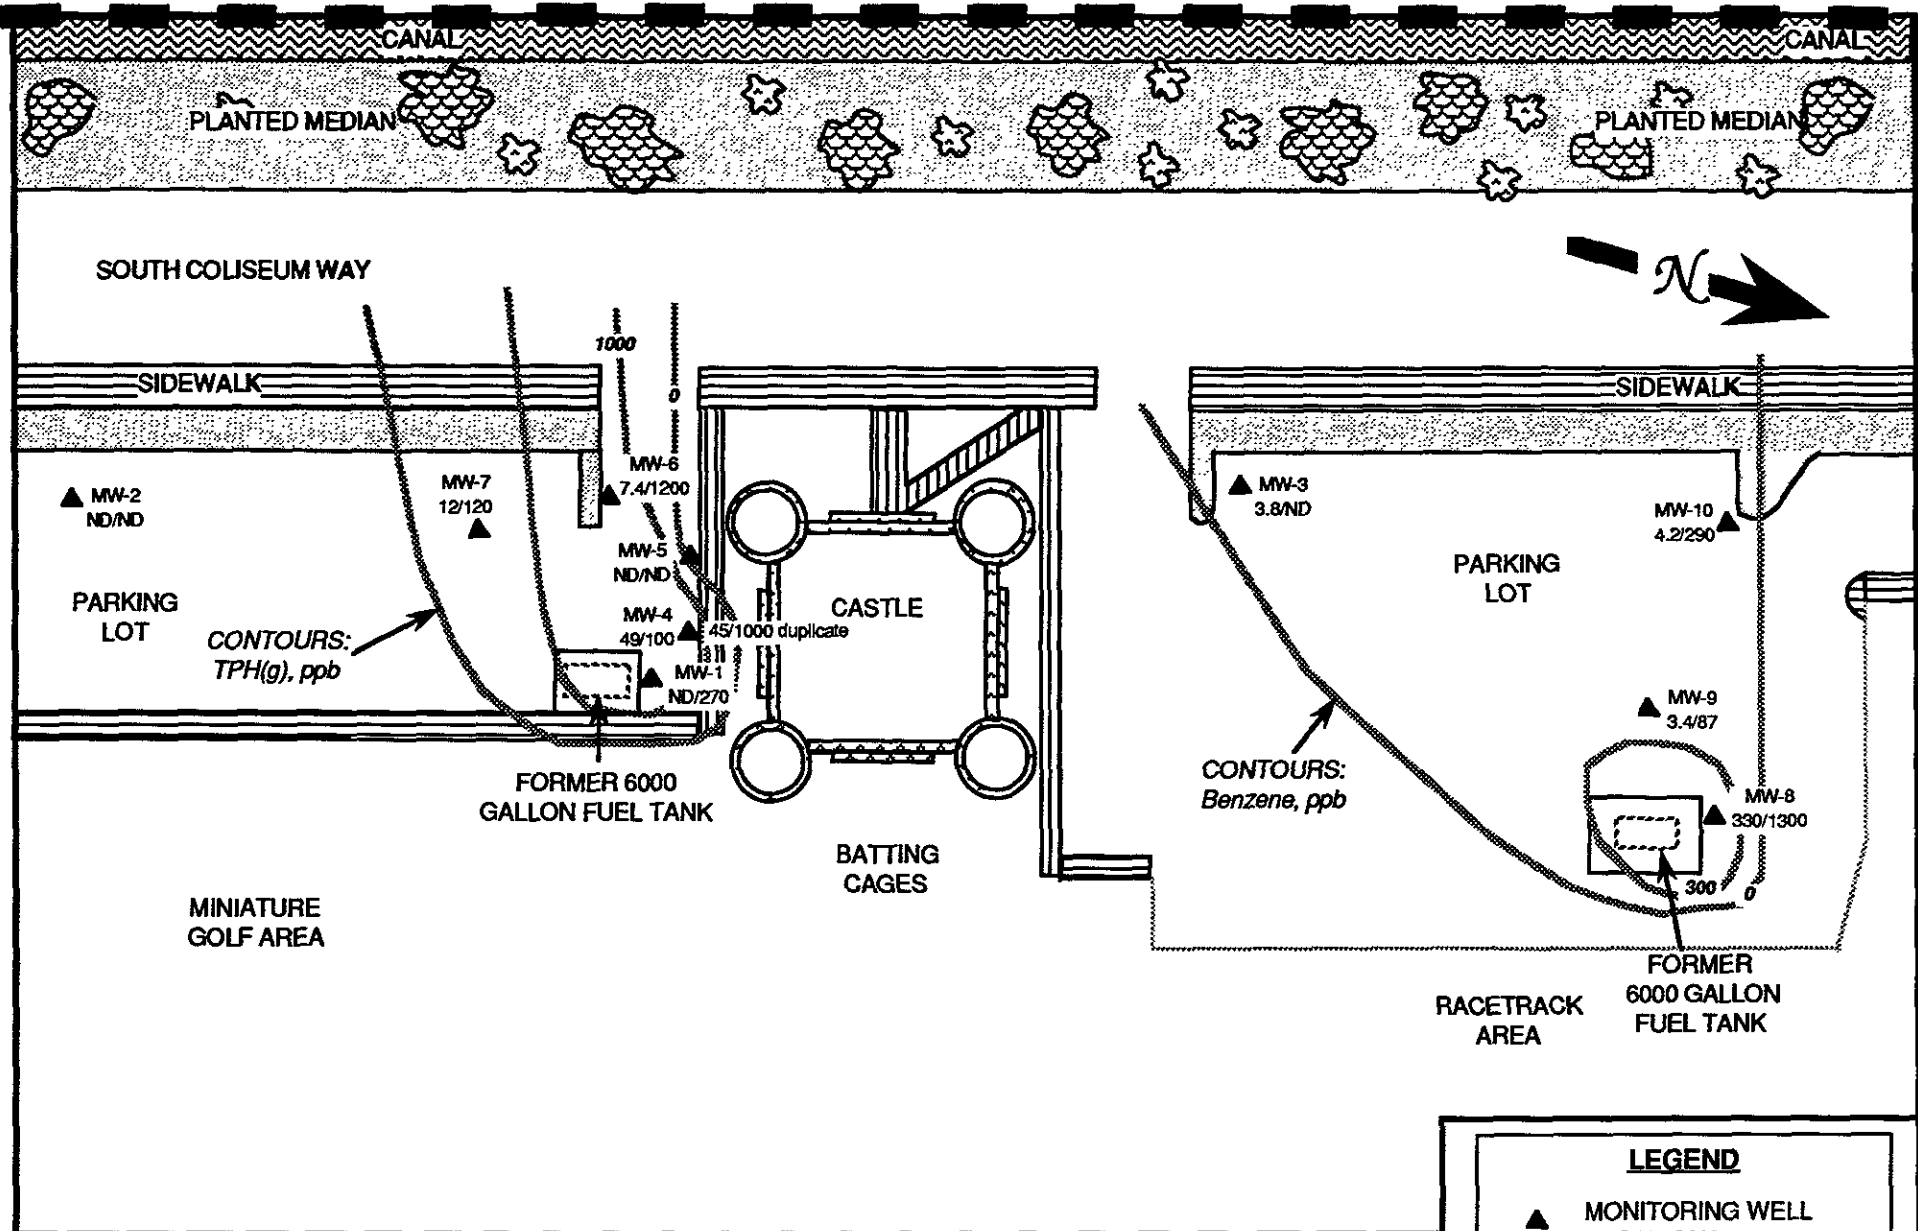 CANAL
CANAL
PLANTED MEDIAN
PLANTED MEDIAN
SOUTH COLISEUM WAY
N
1000
0
SIDEWALK
SIDEWALK
MW-2
ND/ND
MW-7
12/120
MW-6
7.4/1200
MW-5
ND/ND
MW-4
49/100
45/1000 duplicate
MW-1
ND/270
MW-3
3.8/ND
MW-10
4.2/290
PARKING
LOT
PARKING
LOT
CASTLE
CONTOURS:
TPH(g), ppb
MW-9
3.4/87
CONTOURS:
Benzene, ppb
MW-8
330/1300
300
0
FORMER 6000
GALLON FUEL TANK
BATTING
CAGES
MINIATURE
GOLF AREA
FORMER
6000 GALLON
FUEL TANK
RACETRACK
AREA
LEGEND
MONITORING WELL